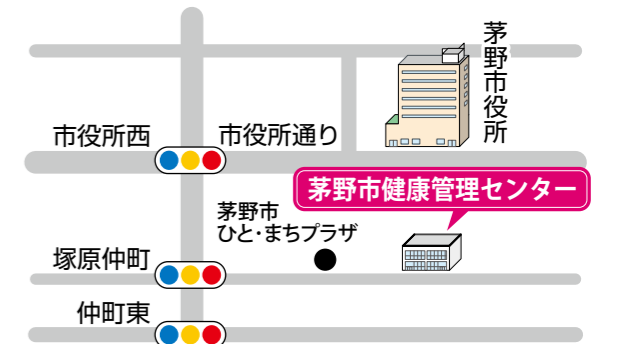 茅野市役所
市役所西
市役所通り
茅野市健康管理センター
茅野市
ひと・まちプラザ
塚原仲町
仲町東